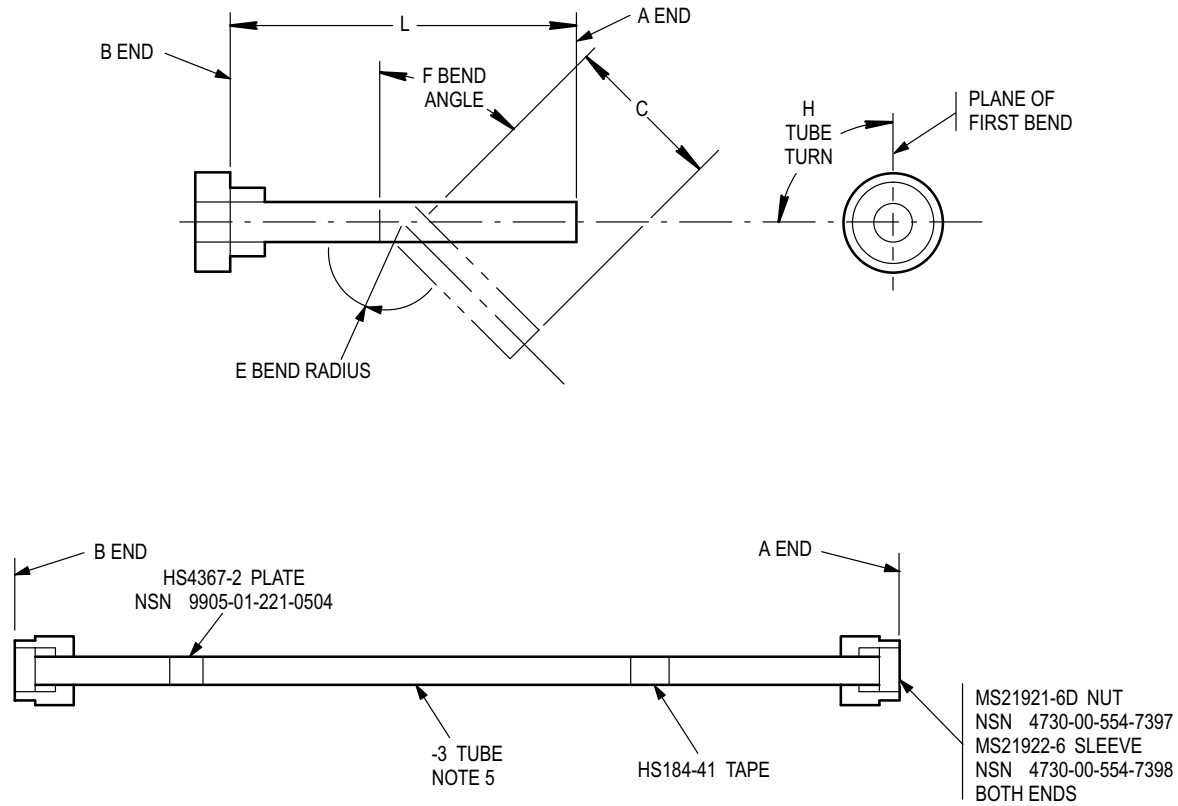 L
A END
B END
F BEND
ANGLE
C
H
TUBE
TURN
PLANE OF
FIRST BEND
E BEND RADIUS
B END
A END
HS4367-2 PLATE
NSN 9905-01-221-0504
-3 TUBE
NOTE 5
HS184-41 TAPE
MS21921-6D NUT
NSN 4730-00-554-7397
MS21922-6 SLEEVE
NSN 4730-00-554-7398
BOTH ENDS